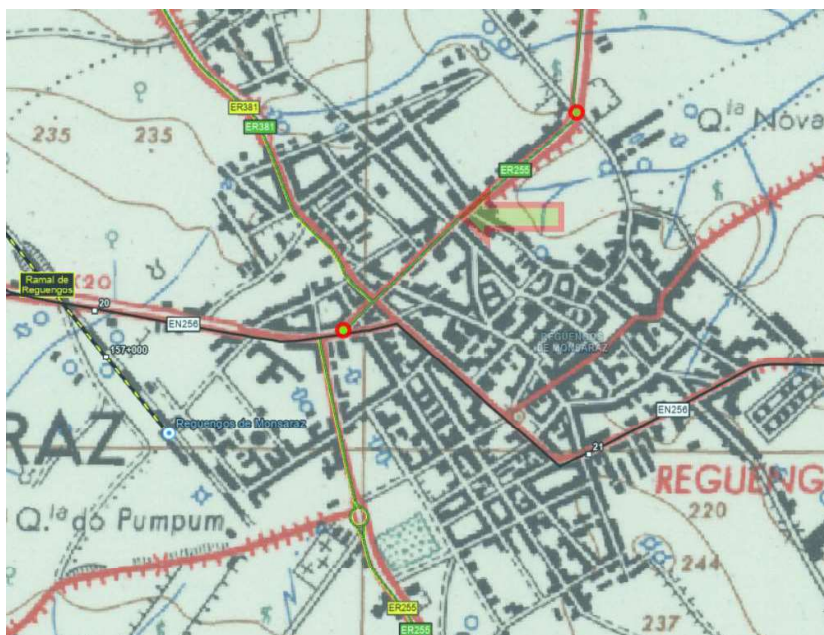 ER381
ER381
235
235
Q.ta Nova
ER255
Ramal de
Reguengos
20
EN256
157+000
REGUENGOS
DE MONSARAZ
Reguengos de Monsaraz
EN256
21
RAZ
REGUENG
Q.ta do Pumpum
220
244
ER255
ER255
237